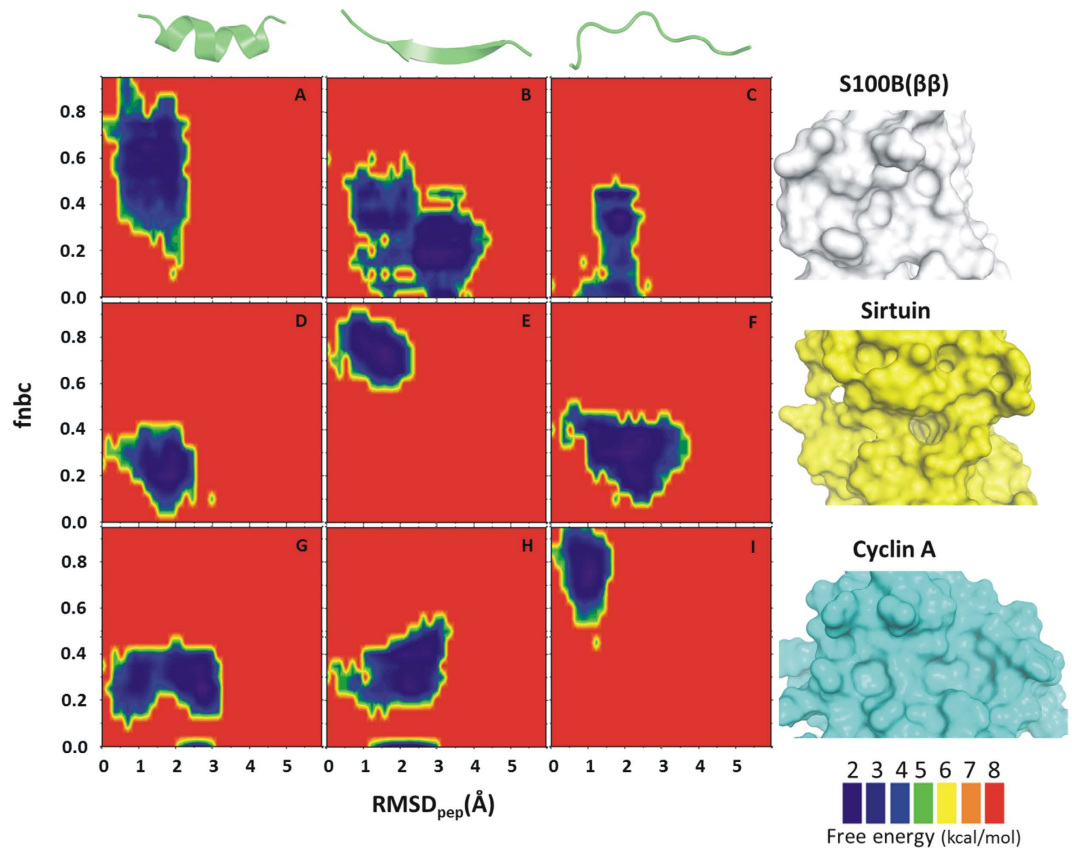 S100B(ββ)
A B C
0.8
0.6
0.4
0.2
0.0
Sirtuin
D E F
0.8
0.6
0.4
0.2
0.0
fnbc
Cyclin A
G H I
0.8
0.6
0.4
0.2
0.0
0 1 2 3 4 5 0 1 2 3 4 5 0 1 2 3 4 5
RMSDpep(Å)
2 3 4 5 6 7 8
Free energy (kcal/mol)